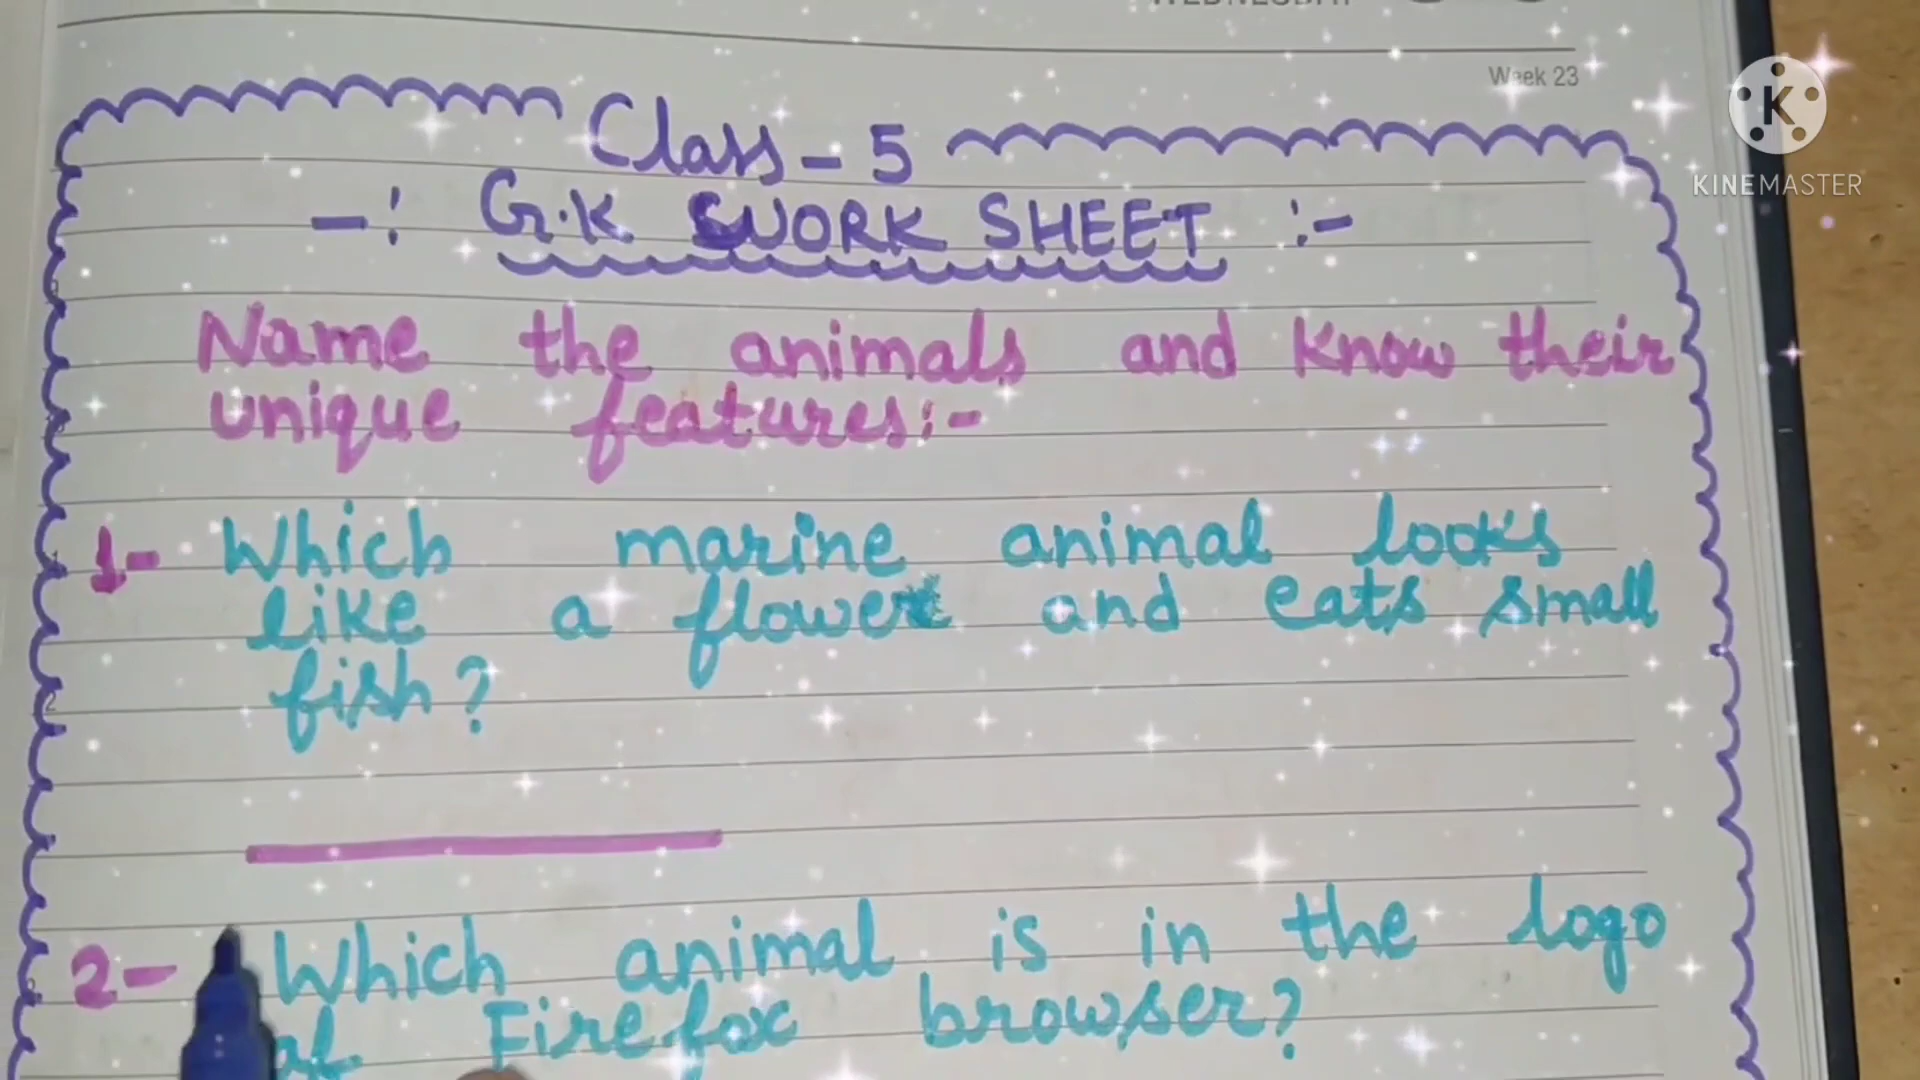 Week 23
K
KINEMASTER
Class - 5
-: G.K WORK SHEET :-
Name the animals and know their
unique features:-
1- Which marine animal looks
like a flower and eats small
fish?
2- Which animal is in the logo
of Firefox browser?